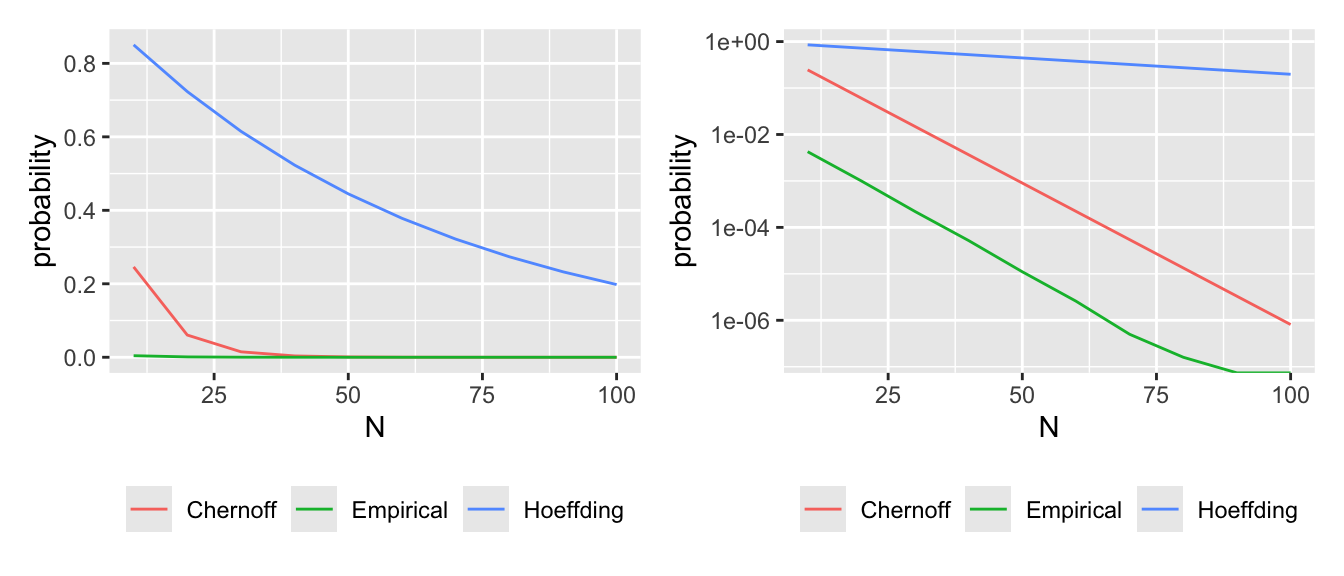 probability
0.8
0.6
0.4
0.2
0.0
25 50 75 100
N
Chernoff Empirical Hoeffding
probability
1e+00
1e-02
1e-04
1e-06
25 50 75 100
N
Chernoff Empirical Hoeffding